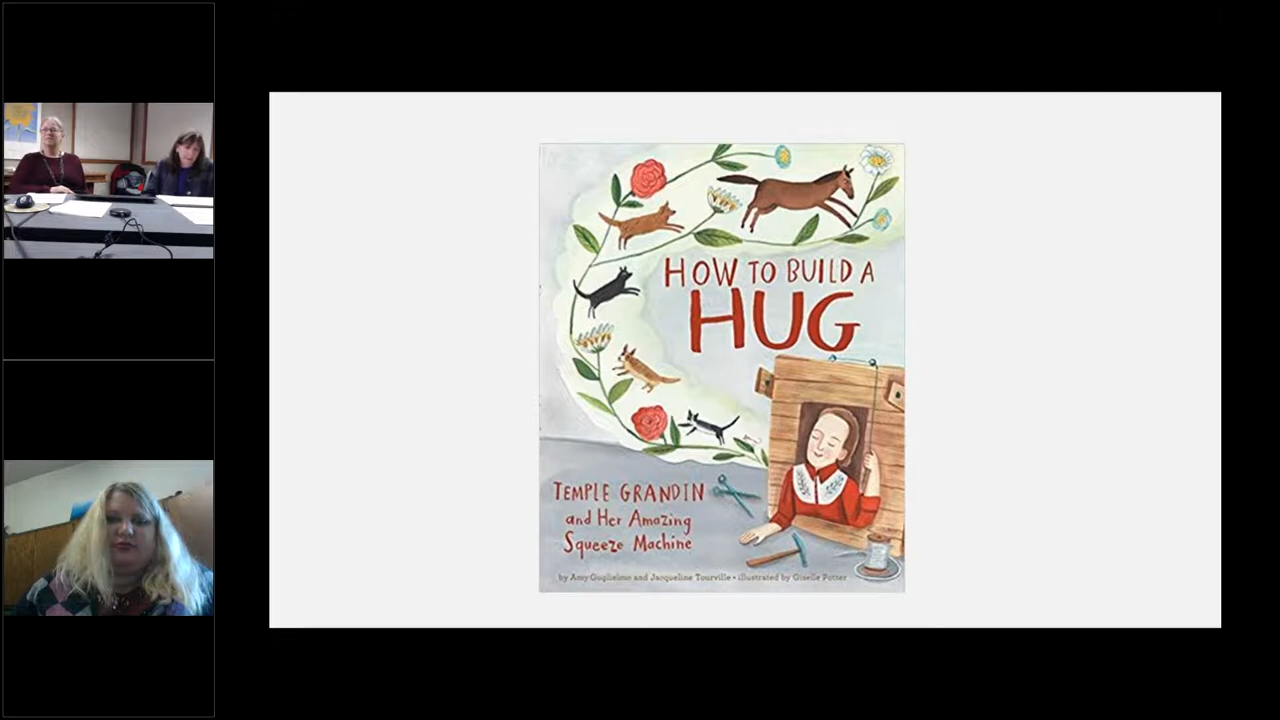 HOW TO BUILD A
HUG
TEMPLE GRANDIN
and Her Amazing
Squeeze Machine
by Amy Guglielmo and Jacqueline Tourville • illustrated by Giselle Potter